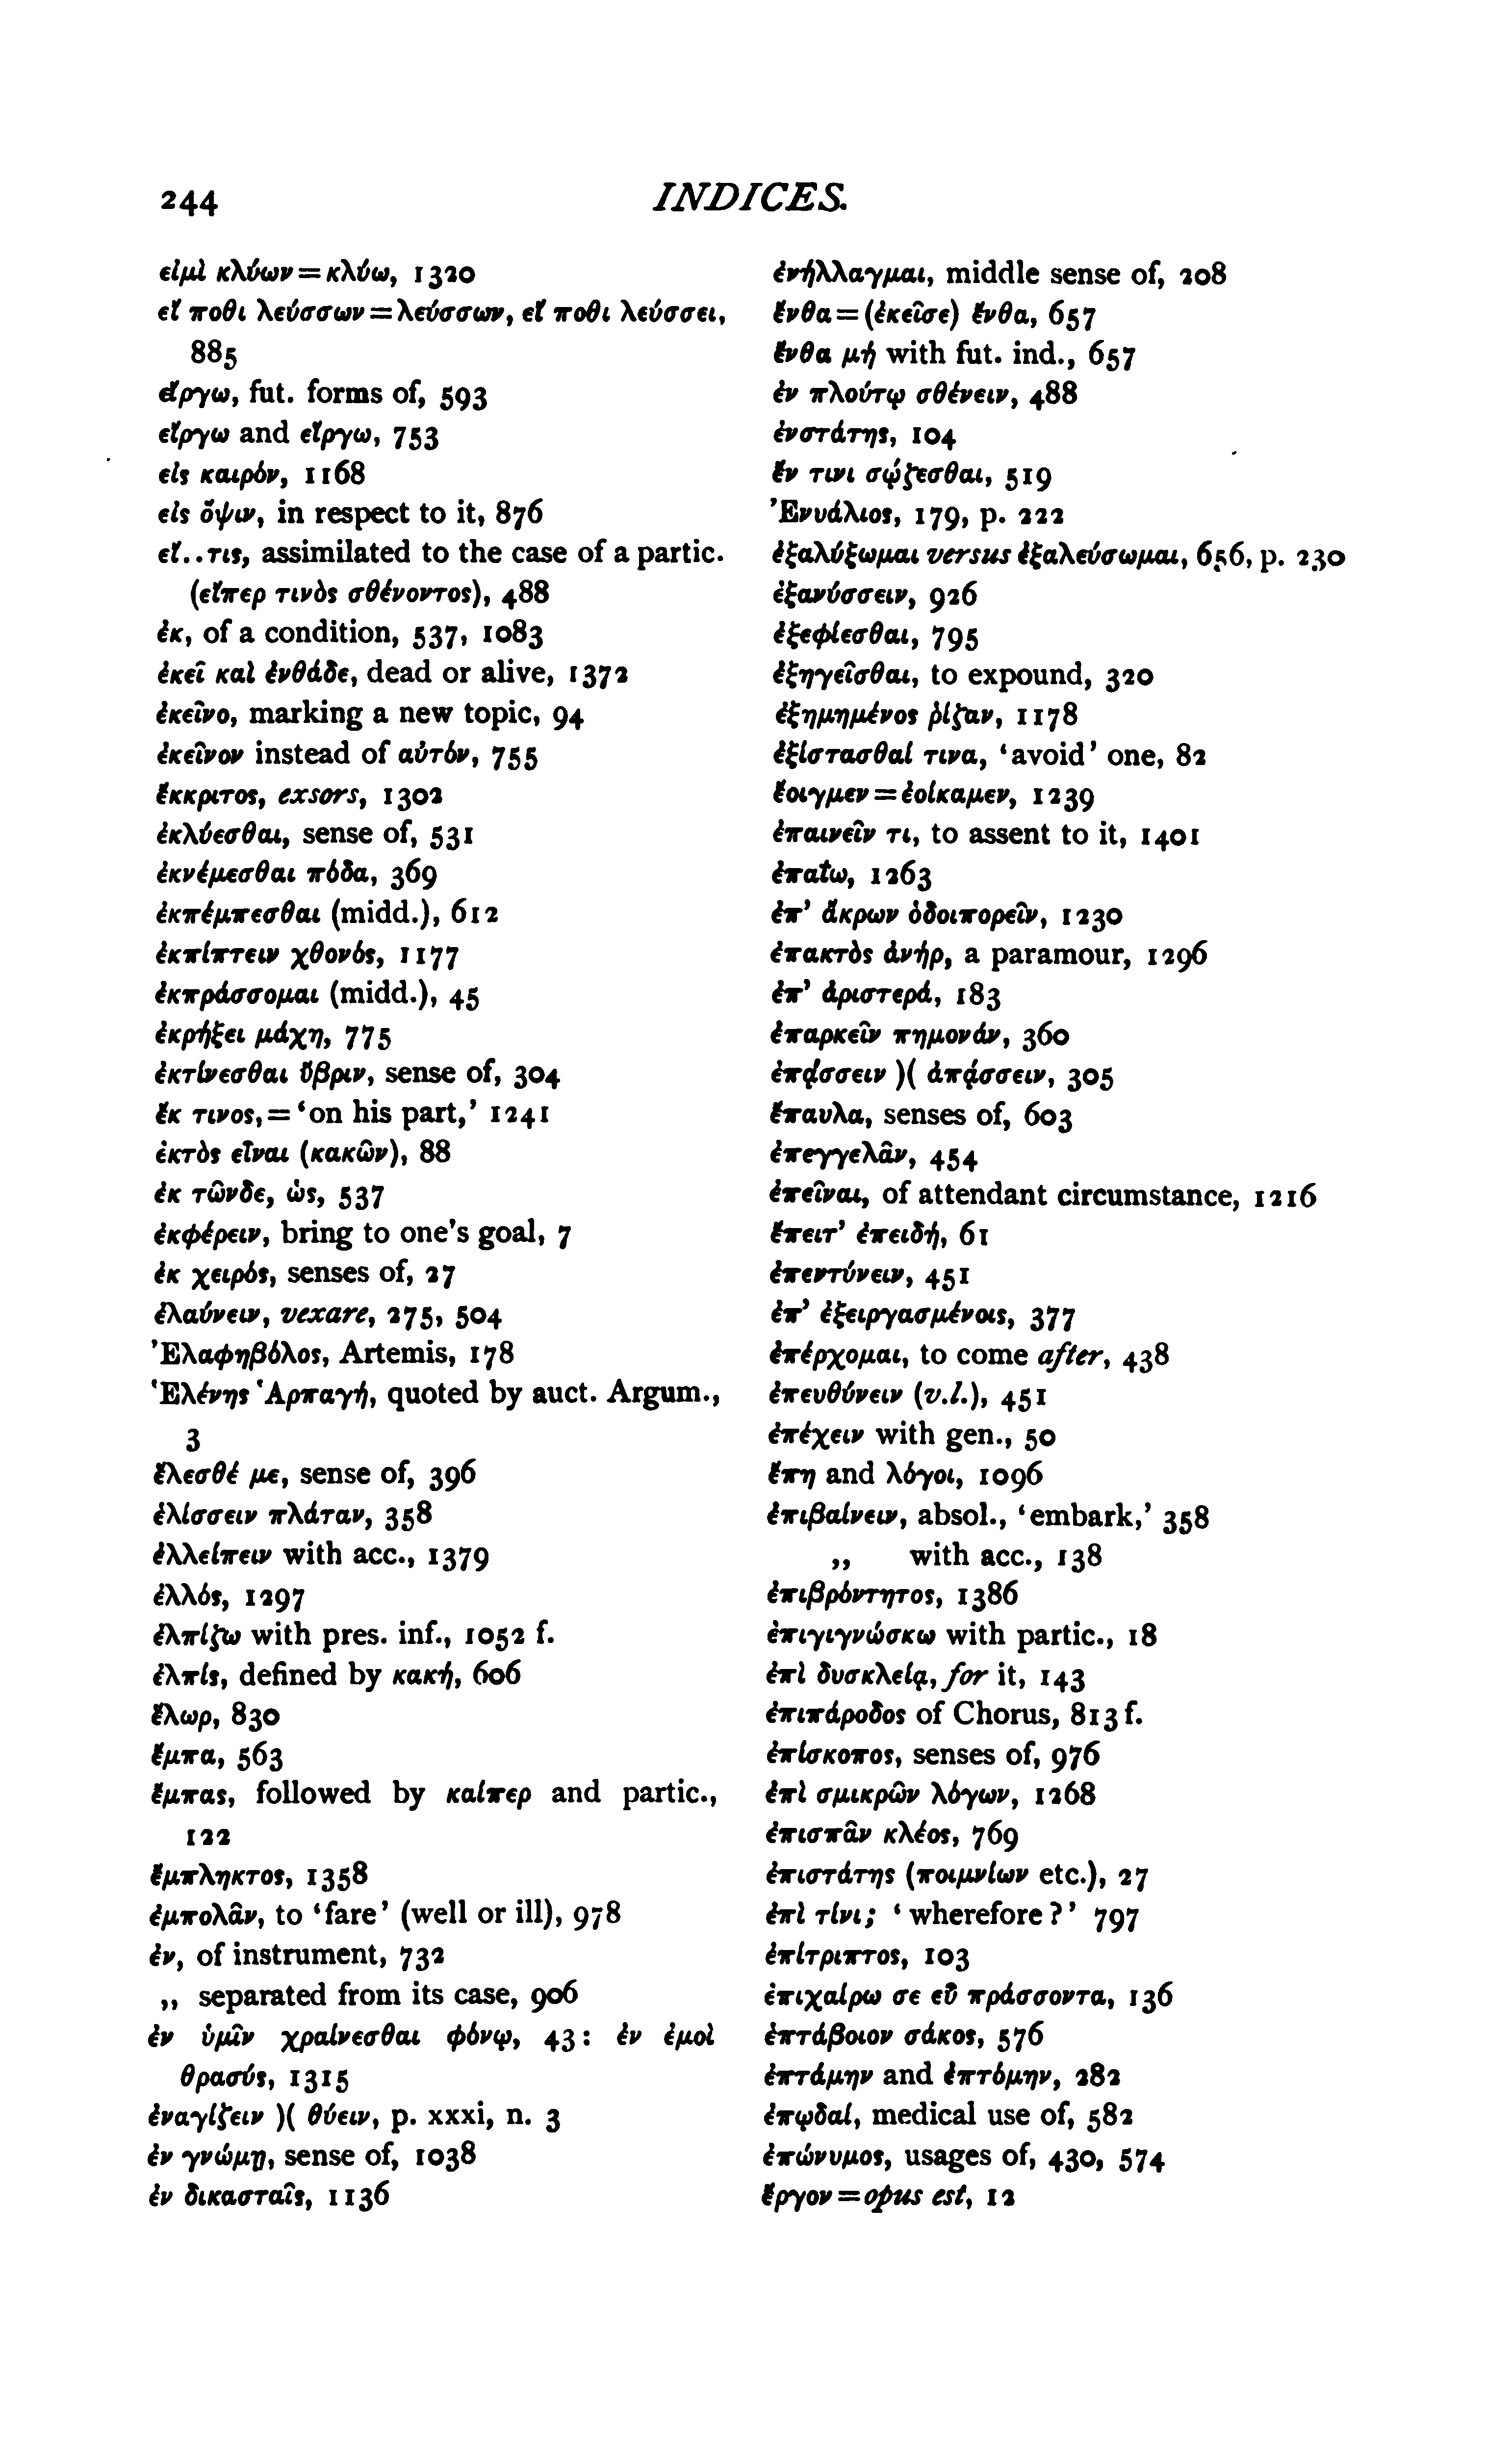 244
INDICES.
εἰμὶ κλύων = κλύω, 1320
εἴ ποθι λεύσσων = λεύσσων, εἴ ποθι λεύσσει,
885
εἴργω, fut. forms of, 593
εἴργω and εἵργω, 753
εἰς καιρόν, 1168
εἰς ὄψιν, in respect to it, 876
εἴ..τις, assimilated to the case of a partic.
(εἴπερ τινὸς σθένοντος), 488
ἐκ, of a condition, 537, 1083
ἐκεῖ καὶ ἐνθάδε, dead or alive, 1372
ἐκεῖνο, marking a new topic, 94
ἐκεῖνον instead of αὐτόν, 755
ἔκκριτος, exsors, 1302
ἐκλύεσθαι, sense of, 531
ἐκνέμεσθαι πόδα, 369
ἐκπέμπεσθαι (midd.), 612
ἐκπίπτειν χθονός, 1177
ἐκπράσσομαι (midd.), 45
ἐκρήξει μάχη, 775
ἐκτίνεσθαι ὕβριν, sense of, 304
ἔκ τινος, = ‘on his part,’ 1241
ἐκτὸς εἶναι (κακῶν), 88
ἐκ τῶνδε, ὡς, 537
ἐκφέρειν, bring to one's goal, 7
ἐκ χειρός, senses of, 27
ἐλαύνειν, vexare, 275, 504
Ἐλαφηβόλος, Artemis, 178
Ἑλένης Ἁρπαγή, quoted by auct. Argum.,
3
ἕλεσθέ με, sense of, 396
ἑλίσσειν πλάταν, 358
ἐλλείπειν with acc., 1379
ἐλλός, 1297
ἐλπίζω with pres. inf., 1052 f.
ἐλπίς, defined by κακή, 606
ἕλωρ, 830
ἔμπα, 563
ἔμπας, followed by καίπερ and partic.,
122
ἔμπληκτος, 1358
ἐμπολᾶν, to ‘fare’ (well or ill), 978
ἐν, of instrument, 732
,, separated from its case, 906
ἐν ὑμῖν χραίνεσθαι φόνῳ, 43: ἐν ἐμοὶ
θρασύς, 1315
ἐναγίζειν )( θύειν, p. xxxi, n. 3
ἐν γνώμῃ, sense of, 1038
ἐν δικασταῖς, 1136
ἐνήλλαγμαι, middle sense of, 208
ἔνθα = (ἐκεῖσε) ἔνθα, 657
ἔνθα μή with fut. ind., 657
ἐν πλούτῳ σθένειν, 488
ἐνστάτης, 104
ἔν τινι σῴζεσθαι, 519
Ἐνυάλιος, 179, p. 222
ἐξαλύξωμαι versus ἐξαλεύσωμαι, 656, p. 230
ἐξανύσσειν, 926
ἐξεφίεσθαι, 795
ἐξηγεῖσθαι, to expound, 320
ἐξημημένος ῥίζαν, 1178
ἐξίστασθαί τινα, ‘avoid’ one, 82
ἔοιγμεν = ἐοίκαμεν, 1239
ἐπαινεῖν τι, to assent to it, 1401
ἐπαΐω, 1263
ἐπ’ ἄκρων ὁδοιπορεῖν, 1230
ἐπακτὸς ἀνήρ, a paramour, 1296
ἐπ’ ἀριστερά, 183
ἐπαρκεῖν πημονάν, 360
ἐπᾴσσειν )( ἀπᾴσσειν, 305
ἔπαυλα, senses of, 603
ἐπεγγελᾶν, 454
ἐπεῖναι, of attendant circumstance, 1216
ἔπειτ’ ἐπειδή, 61
ἐπεντύνειν, 451
ἐπ’ ἐξειργασμένοις, 377
ἐπέρχομαι, to come after, 438
ἐπευθύνειν (v.l.), 451
ἐπέχειν with gen., 50
ἔπη and λόγοι, 1096
ἐπιβαίνειν, absol., ‘embark,’ 358
,, with acc., 138
ἐπιβρόντητος, 1386
ἐπιγιγνώσκω with partic., 18
ἐπὶ δυσκλείᾳ, for it, 143
ἐπιπάροδος of Chorus, 813 f.
ἐπίσκοπος, senses of, 976
ἐπὶ σμικρῶν λόγων, 1268
ἐπισπᾶν κλέος, 769
ἐπιστάτης (ποιμνίων etc.), 27
ἐπὶ τίνι; ‘wherefore?’ 797
ἐπίτριπτος, 103
ἐπιχαίρω σε εὖ πράσσοντα, 136
ἑπτάβοιον σάκος, 576
ἐπτάμην and ἐπτόμην, 282
ἐπῳδαί, medical use of, 582
ἐπώνυμος, usages of, 430, 574
ἔργον = opus est, 12